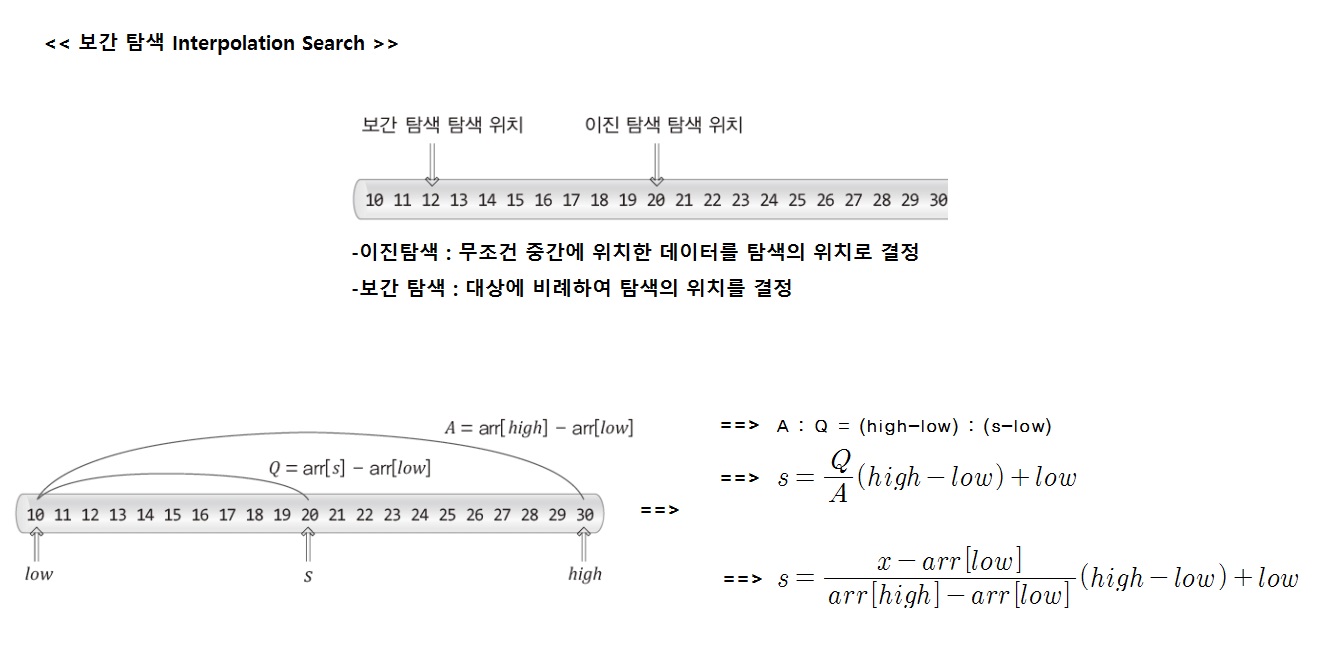 << 보간 탐색 Interpolation Search >>
보간 탐색 탐색 위치 이진 탐색 탐색 위치
10 11 12 13 14 15 16 17 18 19 20 21 22 23 24 25 26 27 28 29 30
-이진탐색 : 무조건 중간에 위치한 데이터를 탐색의 위치로 결정
-보간 탐색 : 대상에 비례하여 탐색의 위치를 결정
A = arr[high] − arr[low]
Q = arr[s] − arr[low]
10 11 12 13 14 15 16 17 18 19 20 21 22 23 24 25 26 27 28 29 30
low s high
==>
==> A : Q = (high-low) : (s-low)
==> s = Q/A (high − low) + low
==> s = (x − arr[low])/(arr[high] − arr[low]) (high − low) + low